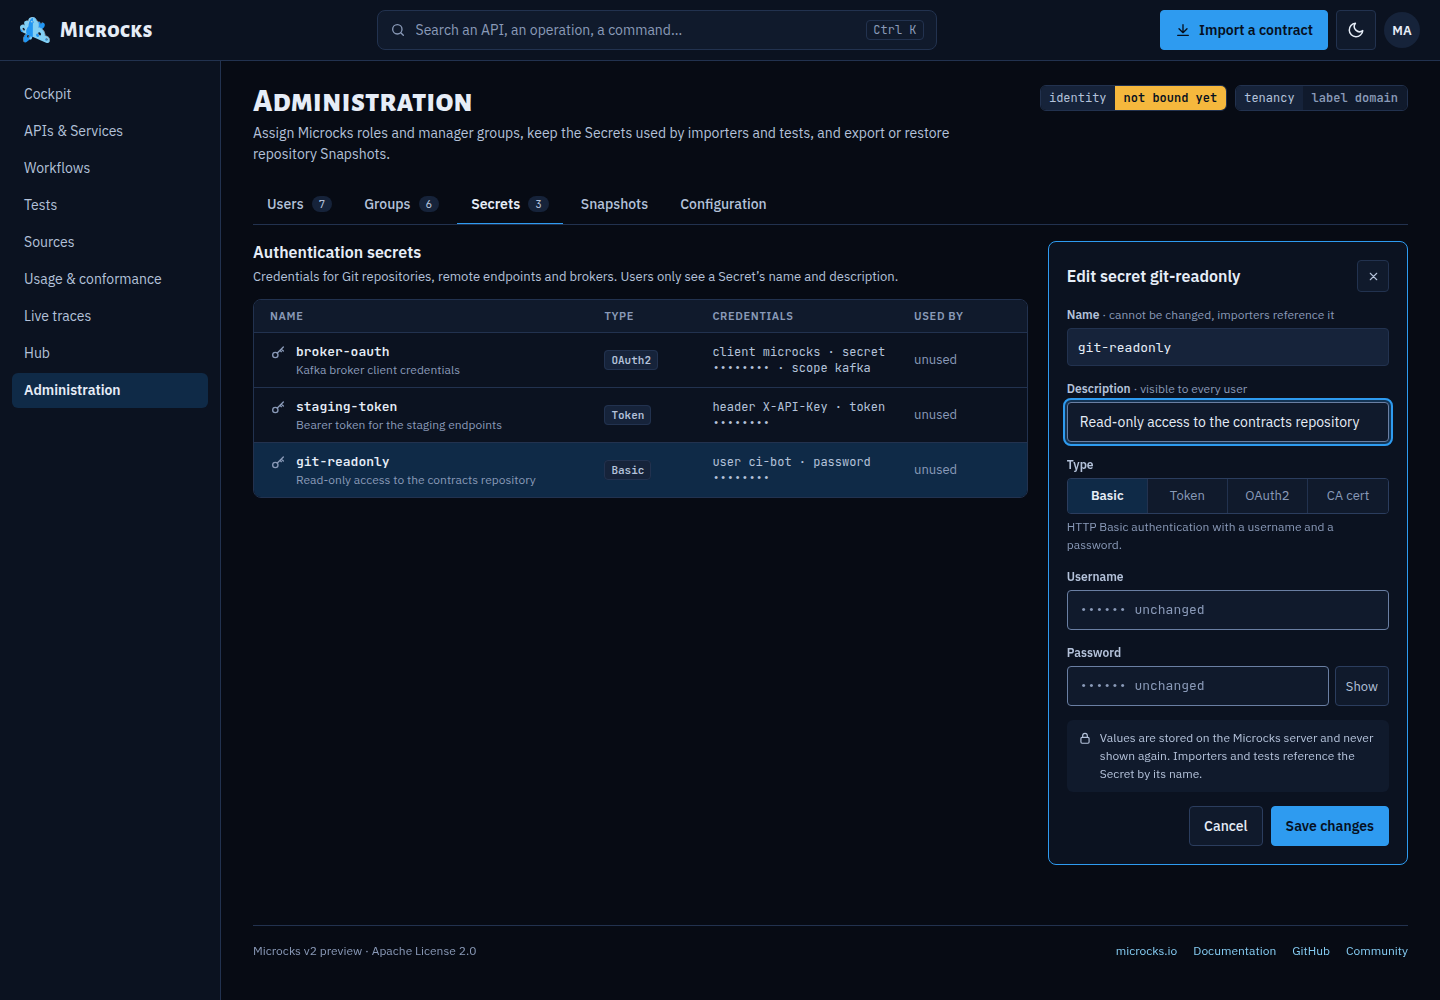 Microcks
Search an API, an operation, a command...
Ctrl K
Import a contract
MA
Cockpit
APIs & Services
Workflows
Tests
Sources
Usage & conformance
Live traces
Hub
Administration
Administration
identity not bound yet
tenancy label domain
Assign Microcks roles and manager groups, keep the Secrets used by importers and tests, and export or restore
repository Snapshots.
Users 7
Groups 6
Secrets 3
Snapshots
Configuration
Authentication secrets
Credentials for Git repositories, remote endpoints and brokers. Users only see a Secret's name and description.
NAME TYPE CREDENTIALS USED BY
broker-oauth
Kafka broker client credentials
OAuth2
client microcks · secret
•••••••• · scope kafka
unused
staging-token
Bearer token for the staging endpoints
Token
header X-API-Key · token
••••••••
unused
git-readonly
Read-only access to the contracts repository
Basic
user ci-bot · password
••••••••
unused
Edit secret git-readonly
Name · cannot be changed, importers reference it
git-readonly
Description · visible to every user
Read-only access to the contracts repository
Type
Basic Token OAuth2 CA cert
HTTP Basic authentication with a username and a
password.
Username
•••••• unchanged
Password
•••••• unchanged
Show
Values are stored on the Microcks server and never
shown again. Importers and tests reference the
Secret by its name.
Cancel
Save changes
Microcks v2 preview · Apache License 2.0
microcks.io Documentation GitHub Community